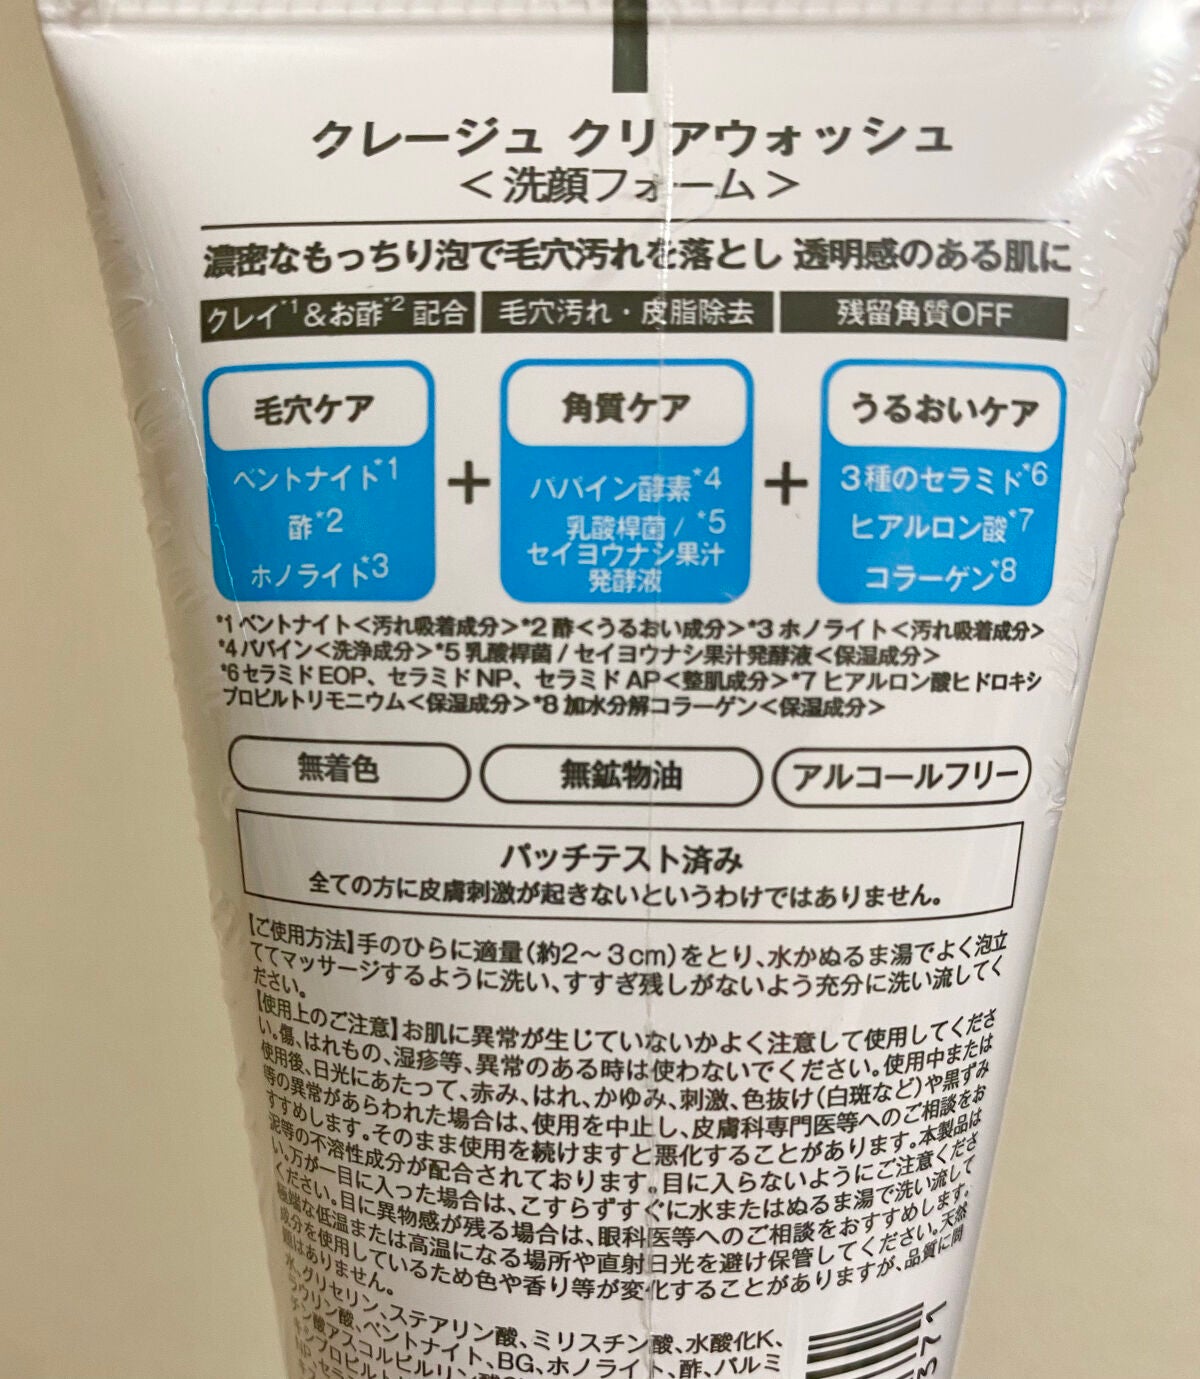 クレージュ クリアウォッシュ
＜洗顔フォーム＞
濃密なもっちり泡で毛穴汚れを落とし 透明感のある肌に
クレイ*1＆お酢*2 配合
毛穴汚れ・皮脂除去
残留角質OFF
毛穴ケア
ベントナイト*1
酢*2
ホノライト*3
+
角質ケア
パパイン酵素*4
乳酸桿菌 / *5
セイヨウナシ果汁
発酵液
+
うるおいケア
3種のセラミド*6
ヒアルロン酸*7
コラーゲン*8
*1 ベントナイト＜汚れ吸着成分＞*2 酢＜うるおい成分＞*3 ホノライト＜汚れ吸着成分＞
*4 パパイン＜洗浄成分＞*5 乳酸桿菌 / セイヨウナシ果汁発酵液＜保湿成分＞
*6 セラミド EOP、セラミド NP、セラミド AP＜整肌成分＞*7 ヒアルロン酸ヒドロキシ
プロピルトリモニウム＜保湿成分＞*8 加水分解コラーゲン＜保湿成分＞
無着色
無鉱物油
アルコールフリー
パッチテスト済み
全ての方に皮膚刺激が起きないというわけではありません。
【ご使用方法】手のひらに適量(約2〜3cm)をとり、水かぬるま湯でよく泡立
ててマッサージするように洗い、すすぎ残しがないよう充分に洗い流してく
ださい。
【使用上のご注意】お肌に異常が生じていないかよく注意して使用してくださ
い。傷、はれもの、湿疹等、異常のある時は使わないでください。使用中または
使用後、日光にあたって、赤み、はれ、かゆみ、刺激、色抜け(白斑など)や黒ずみ
等の異常があらわれた場合は、使用を中止し、皮膚科専門医等へのご相談をお
すすめします。そのまま使用を続けますと悪化することがあります。本製品は
泥等の不溶性成分が配合されております。目に入らないようにご注意くださ
い。万が一目に入った場合は、こすらずすぐに水またはぬるま湯で洗い流して
ください。目に異物感が残る場合は、眼科医等へのご相談をおすすめします。
極端な低温または高温になる場所や直射日光を避け保管してください。天然
成分を使用しているため色や香り等が変化することがありますが、品質に問
題はありません。
水、グリセリン、ステアリン酸、ミリスチン酸、水酸化K、
ラウリン酸、ベントナイト、BG、ホノライト、酢、パルミ
チン酸アスコルビルリン酸
プロピルト
371